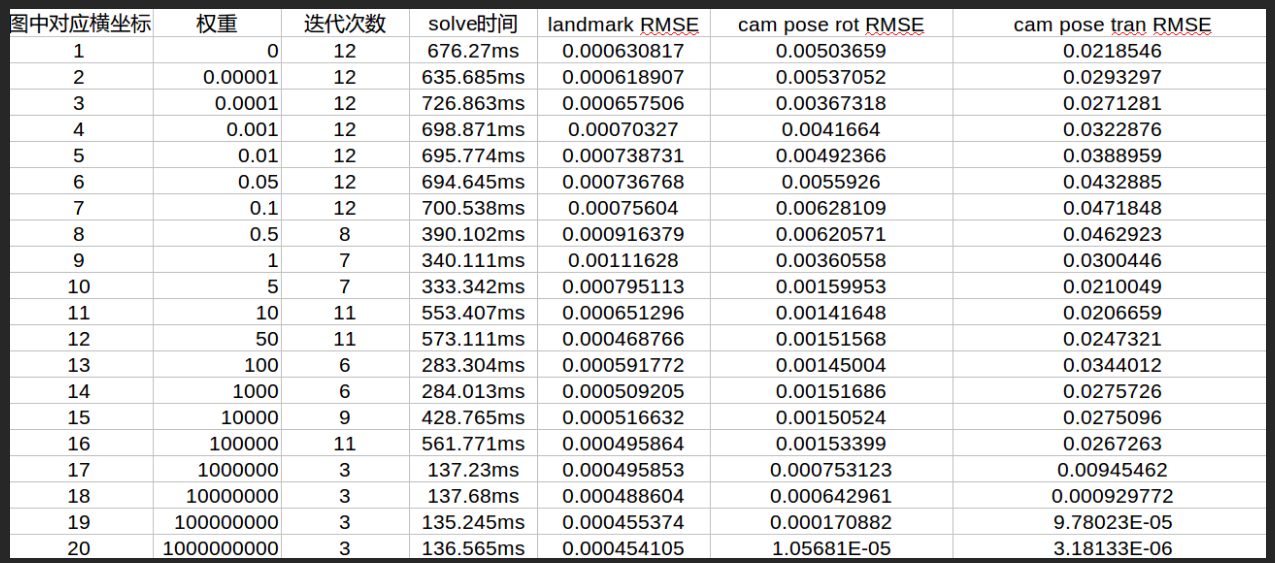 图中对应横坐标 权重 迭代次数 solve时间 landmark RMSE cam pose rot RMSE cam pose tran RMSE
1 0 12 676.27ms 0.000630817 0.00503659 0.0218546
2 0.00001 12 635.685ms 0.000618907 0.00537052 0.0293297
3 0.0001 12 726.863ms 0.000657506 0.00367318 0.0271281
4 0.001 12 698.871ms 0.00070327 0.0041664 0.0322876
5 0.01 12 695.774ms 0.000738731 0.00492366 0.0388959
6 0.05 12 694.645ms 0.000736768 0.0055926 0.0432885
7 0.1 12 700.538ms 0.00075604 0.00628109 0.0471848
8 0.5 8 390.102ms 0.000916379 0.00620571 0.0462923
9 1 7 340.111ms 0.00111628 0.00360558 0.0300446
10 5 7 333.342ms 0.000795113 0.00159953 0.0210049
11 10 11 553.407ms 0.000651296 0.00141648 0.0206659
12 50 11 573.111ms 0.000468766 0.00151568 0.0247321
13 100 6 283.304ms 0.000591772 0.00145004 0.0344012
14 1000 6 284.013ms 0.000509205 0.00151686 0.0275726
15 10000 9 428.765ms 0.000516632 0.00150524 0.0275096
16 100000 11 561.771ms 0.000495864 0.00153399 0.0267263
17 1000000 3 137.23ms 0.000495853 0.000753123 0.00945462
18 10000000 3 137.68ms 0.000488604 0.000642961 0.000929772
19 100000000 3 135.245ms 0.000455374 0.000170882 9.78023E-05
20 1000000000 3 136.565ms 0.000454105 1.05681E-05 3.18133E-06